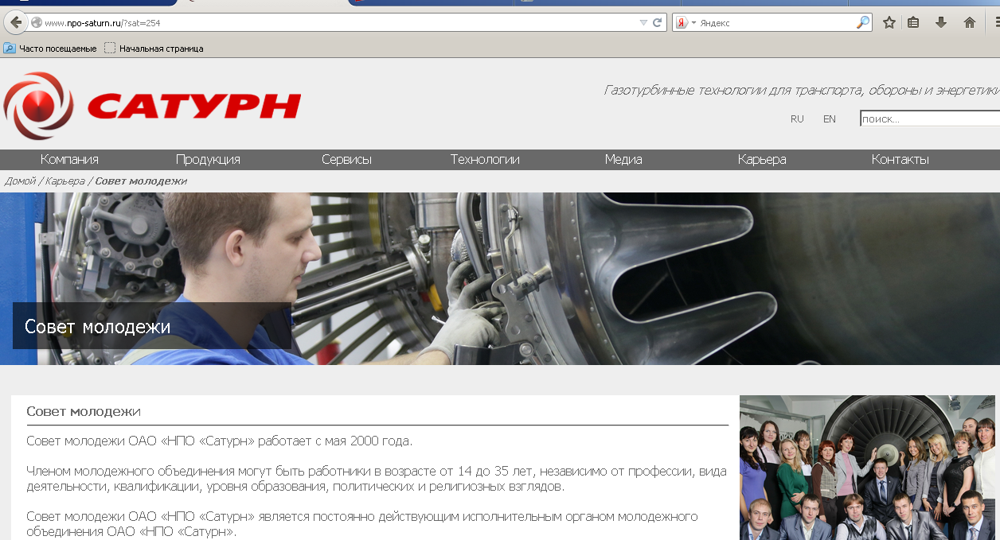 www.npo-saturn.ru/?sat=254
Яндекс
Часто посещаемые
Начальная страница
САТУРН
Газотурбинные технологии для транспорта, обороны и энергетики
RU EN поиск...
Компания Продукция Сервисы Технологии Медиа Карьера Контакты
Домой / Карьера / Совет молодежи
Совет молодежи
Совет молодежи
Совет молодежи ОАО «НПО «Сатурн» работает с мая 2000 года.
Членом молодежного объединения могут быть работники в возрасте от 14 до 35 лет, независимо от профессии, вида
деятельности, квалификации, уровня образования, политических и религиозных взглядов.
Совет молодежи ОАО «НПО «Сатурн» является постоянно действующим исполнительным органом молодежного
объединения ОАО «НПО «Сатурн».